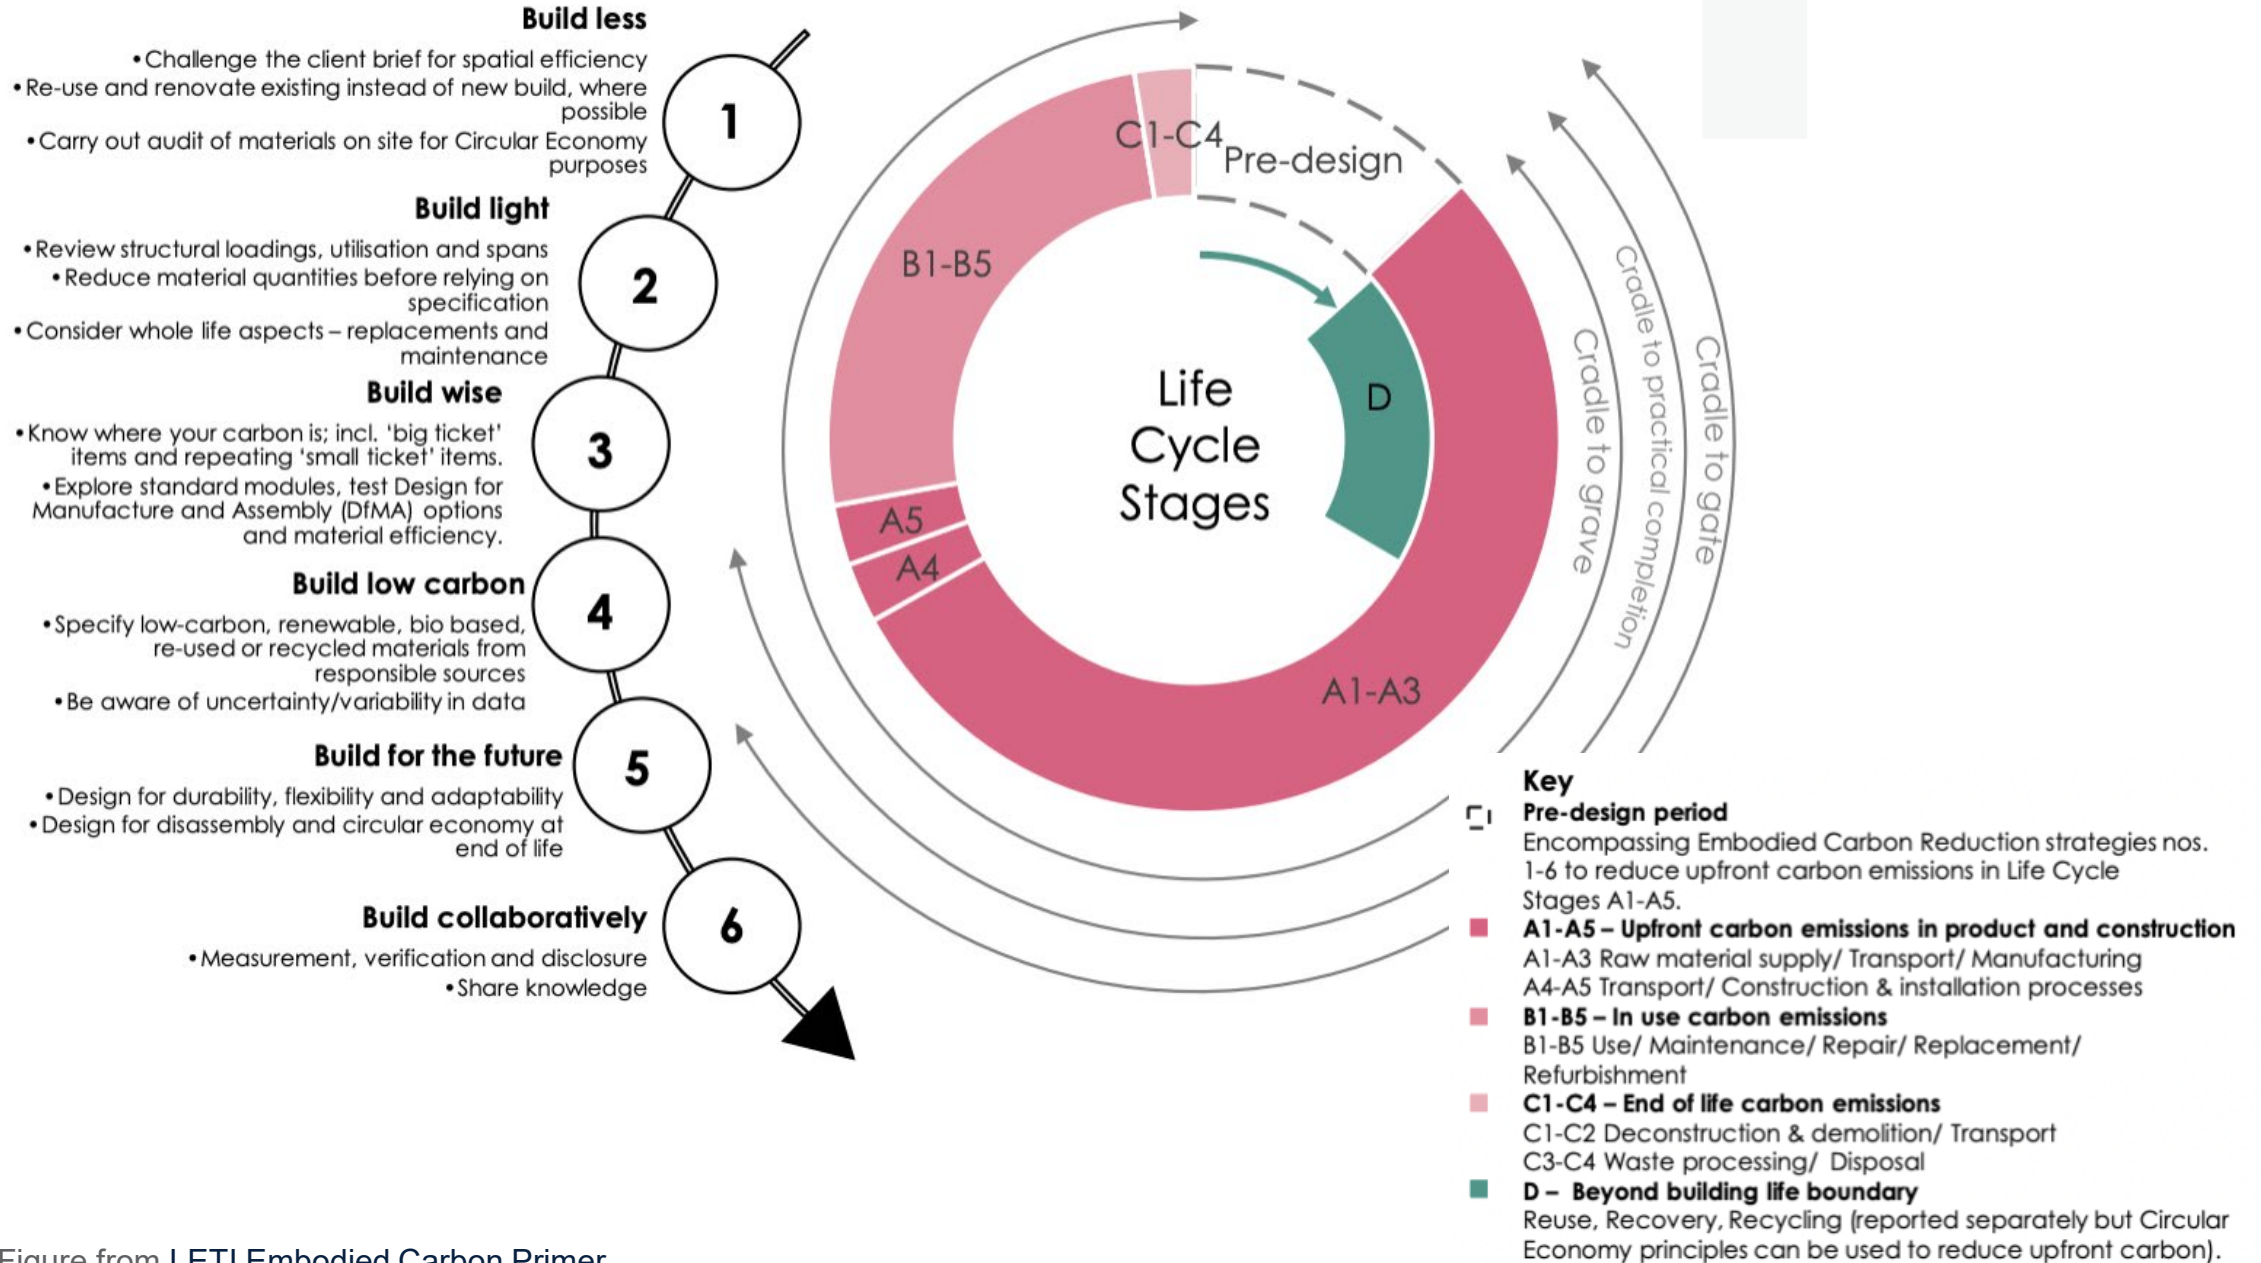 Build less
•Challenge the client brief for spatial efficiency
•Re-use and renovate existing instead of new build, where
possible
•Carry out audit of materials on site for Circular Economy
purposes
1
Build light
•Review structural loadings, utilisation and spans
•Reduce material quantities before relying on
specification
•Consider whole life aspects – replacements and
maintenance
2
Build wise
•Know where your carbon is; incl. ‘big ticket’
items and repeating ‘small ticket’ items.
•Explore standard modules, test Design for
Manufacture and Assembly (DfMA) options
and material efficiency.
3
Build low carbon
•Specify low-carbon, renewable, bio based,
re-used or recycled materials from
responsible sources
•Be aware of uncertainty/variability in data
4
Build for the future
•Design for durability, flexibility and adaptability
•Design for disassembly and circular economy at
end of life
5
Build collaboratively
•Measurement, verification and disclosure
•Share knowledge
6
C1-C4
Pre-design
B1-B5
D
Life
Cycle
Stages
A5
A4
A1-A3
Cradle to grave
Cradle to practical completion
Cradle to gate
Key
Pre-design period
Encompassing Embodied Carbon Reduction strategies nos.
1-6 to reduce upfront carbon emissions in Life Cycle
Stages A1-A5.
A1-A5 – Upfront carbon emissions in product and construction
A1-A3 Raw material supply/ Transport/ Manufacturing
A4-A5 Transport/ Construction & installation processes
B1-B5 – In use carbon emissions
B1-B5 Use/ Maintenance/ Repair/ Replacement/
Refurbishment
C1-C4 – End of life carbon emissions
C1-C2 Deconstruction & demolition/ Transport
C3-C4 Waste processing/ Disposal
D – Beyond building life boundary
Reuse, Recovery, Recycling (reported separately but Circular
Economy principles can be used to reduce upfront carbon).
Figure from LETI Embodied Carbon Primer